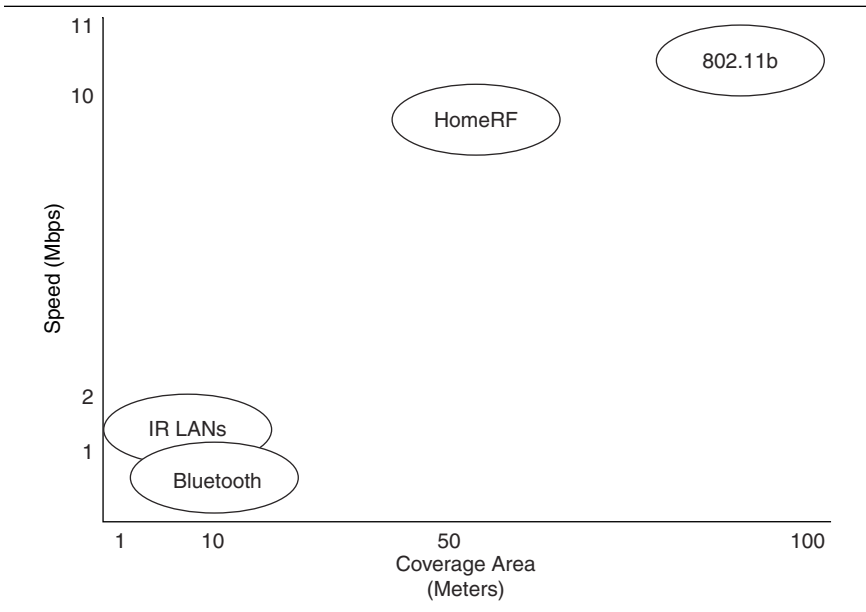 11
802.11b
10
HomeRF
Speed (Mbps)
2
IR LANs
1
Bluetooth
1 10 50 100
Coverage Area
(Meters)